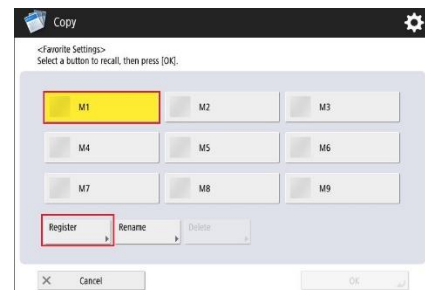 Copy
<Favorite Settings>
Select a button to recall, then press [OK].
M1 M2 M3
M4 M5 M6
M7 M8 M9
Register Rename Delete
× Cancel OK